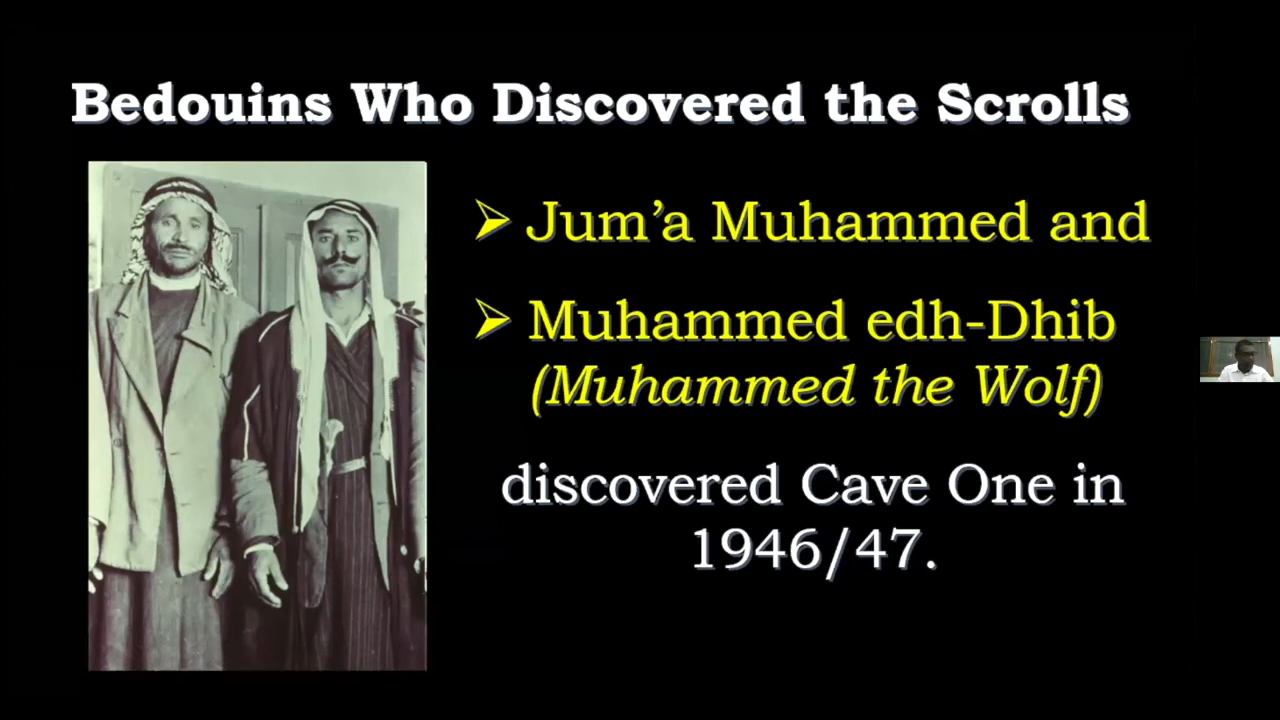 Bedouins Who Discovered the Scrolls
➢ Jum’a Muhammed and
➢ Muhammed edh-Dhib
(Muhammed the Wolf)
discovered Cave One in
1946/47.